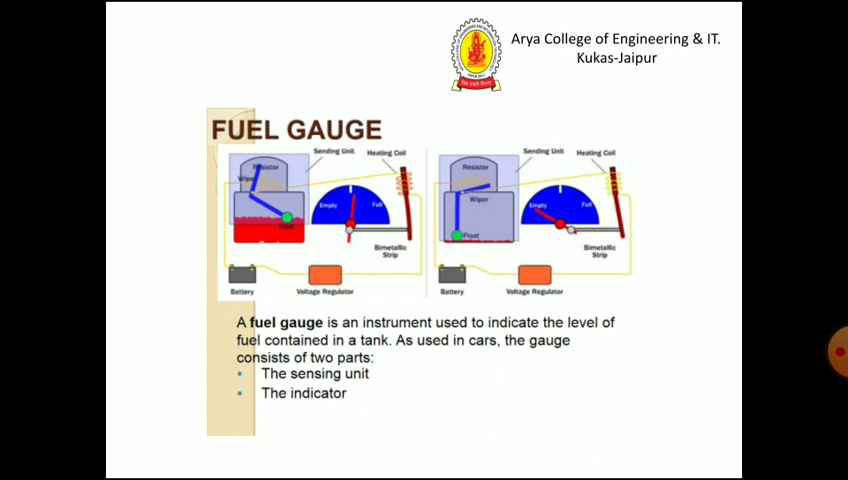 Arya College of Engineering & IT.
Kukas-Jaipur
FUEL GAUGE
Sending Unit
Heating Coil
Resistor
Wiper
Empty
Full
Float
Bimetallic
Strip
Battery
Voltage Regulator
Sending Unit
Heating Coil
Resistor
Wiper
Empty
Full
Float
Bimetallic
Strip
Battery
Voltage Regulator
A fuel gauge is an instrument used to indicate the level of
fuel contained in a tank. As used in cars, the gauge
consists of two parts:
• The sensing unit
• The indicator